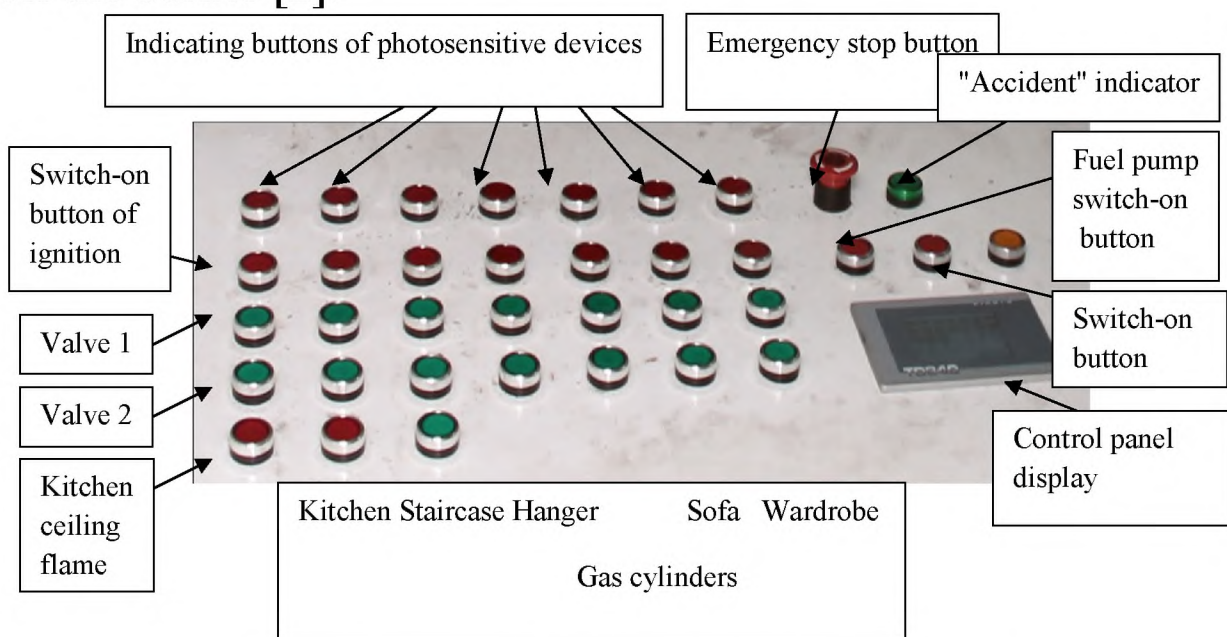 Indicating buttons of photosensitive devices
Emergency stop button
"Accident" indicator
Switch-on
button of
ignition
Fuel pump
switch-on
button
Valve 1
Switch-on
button
Valve 2
Control panel
display
Kitchen
ceiling
flame
Kitchen Staircase Hanger Sofa Wardrobe
Gas cylinders